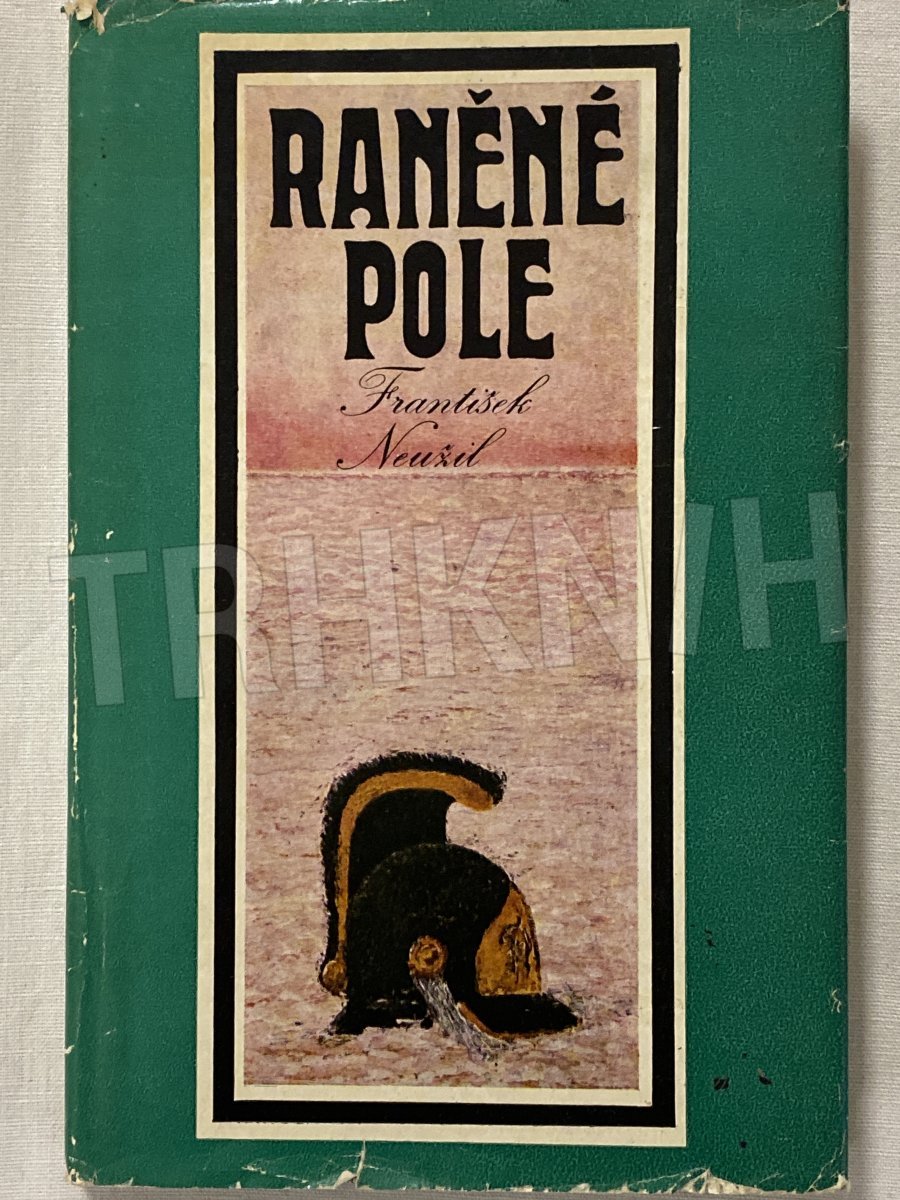 RANĚNÉ
POLE
František
Neužil
TRHKNIH